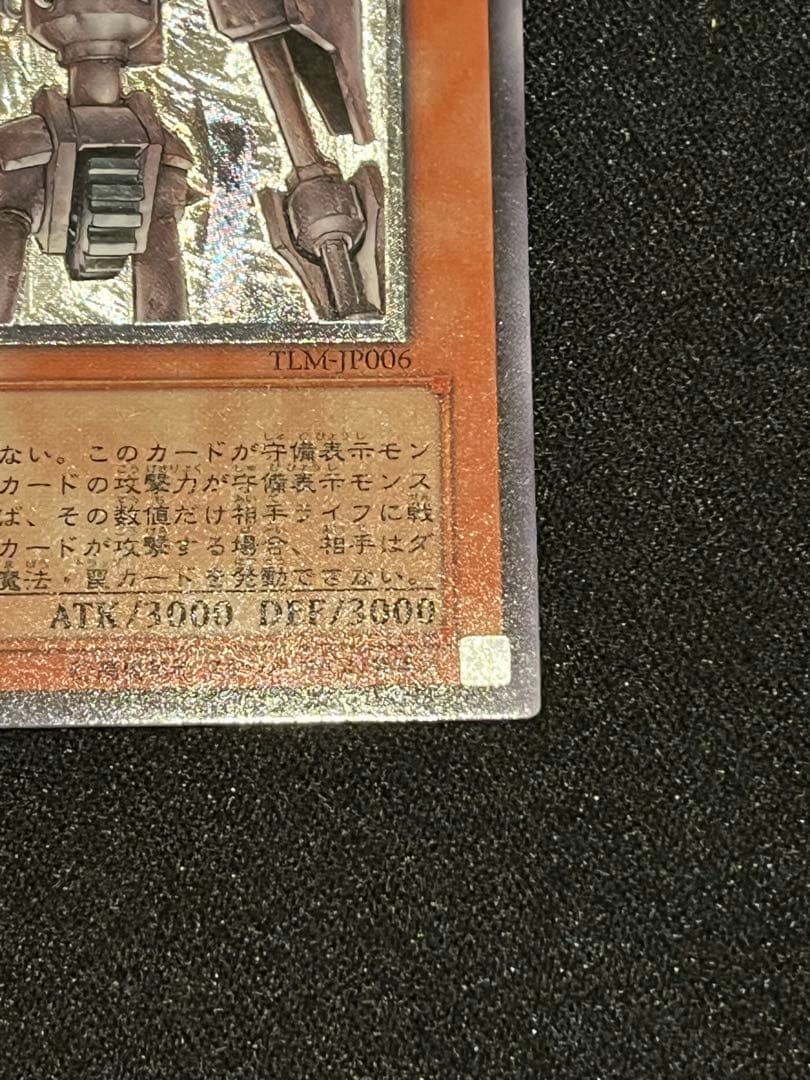 TLM-JP006
ない。このカードが守備表示モン
カードの攻撃力が守備表示モンス
ば、その数値だけ相手ライフに戦
カードが攻撃する場合、相手はダ
魔法・罠カードを発動できない。
ATK/3000 DEF/3000